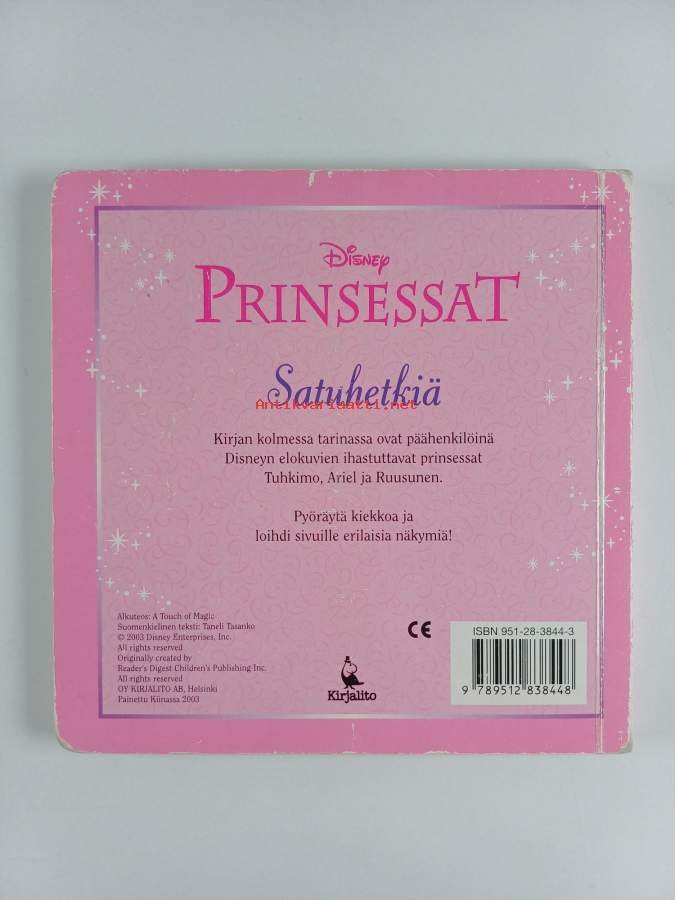 Disney
PRINSESSAT
Satuhetkiä
Antikvariaatti.net
Kirjan kolmessa tarinassa ovat päähenkilöinä
Disneyn elokuvien ihastuttavat prinsessat
Tuhkimo, Ariel ja Ruusunen.
Pyöräytä kiekkoa ja
loihdi sivuille erilaisia näkymiä!
Alkuteos: A Touch of Magic
Suomenkielinen teksti: Taneli Tasanko
© 2003 Disney Enterprises, Inc.
All rights reserved
Originally created by
Reader's Digest Children's Publishing Inc.
All rights reserved
OY KIRJALITO AB, Helsinki
Painettu Kiinassa 2003
Kirjalito
CE
ISBN 951-28-3844-3
9 789512 838448